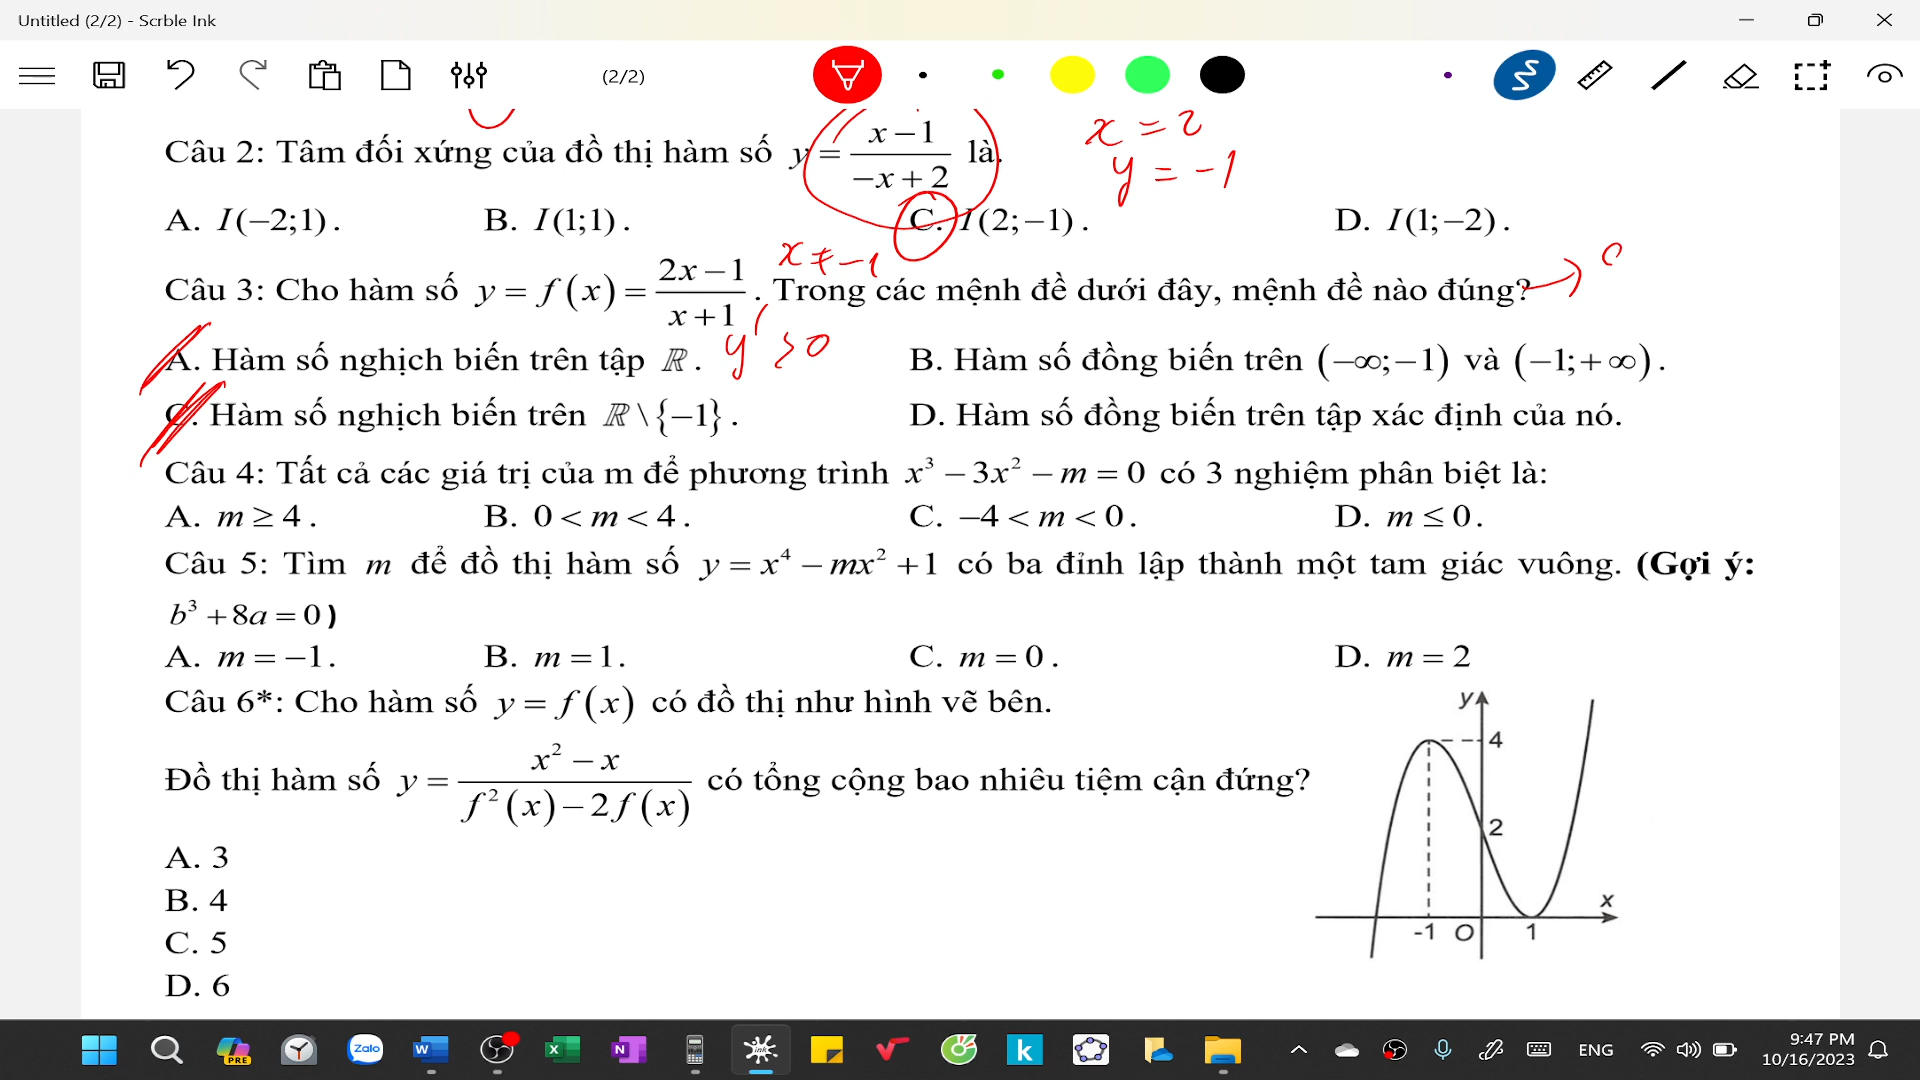 Untitled (2/2) - Scrble Ink
(2/2)
Câu 2: Tâm đối xứng của đồ thị hàm số y = (x − 1)/(−x + 2) là.
x = 2
y = -1
A. I(−2;1).
B. I(1;1).
C. I(2;−1).
D. I(1;−2).
x ≠ -1
Câu 3: Cho hàm số y = f(x) = (2x − 1)/(x + 1). Trong các mệnh đề dưới đây, mệnh đề nào đúng?
A. Hàm số nghịch biến trên tập ℝ.
y' > 0
B. Hàm số đồng biến trên (−∞;−1) và (−1;+∞).
C. Hàm số nghịch biến trên ℝ \ {−1}.
D. Hàm số đồng biến trên tập xác định của nó.
Câu 4: Tất cả các giá trị của m để phương trình x³ − 3x² − m = 0 có 3 nghiệm phân biệt là:
A. m ≥ 4.
B. 0 < m < 4.
C. −4 < m < 0.
D. m ≤ 0.
Câu 5: Tìm m để đồ thị hàm số y = x⁴ − mx² + 1 có ba đỉnh lập thành một tam giác vuông. (Gợi ý:
b³ + 8a = 0)
A. m = −1.
B. m = 1.
C. m = 0.
D. m = 2
Câu 6*: Cho hàm số y = f(x) có đồ thị như hình vẽ bên.
Đồ thị hàm số y = (x² − x)/(f²(x) − 2f(x)) có tổng cộng bao nhiêu tiệm cận đứng?
A. 3
B. 4
C. 5
D. 6
y
4
2
x
-1 O 1
PRE
Zalo
ink
k
ENG
9:47 PM
10/16/2023